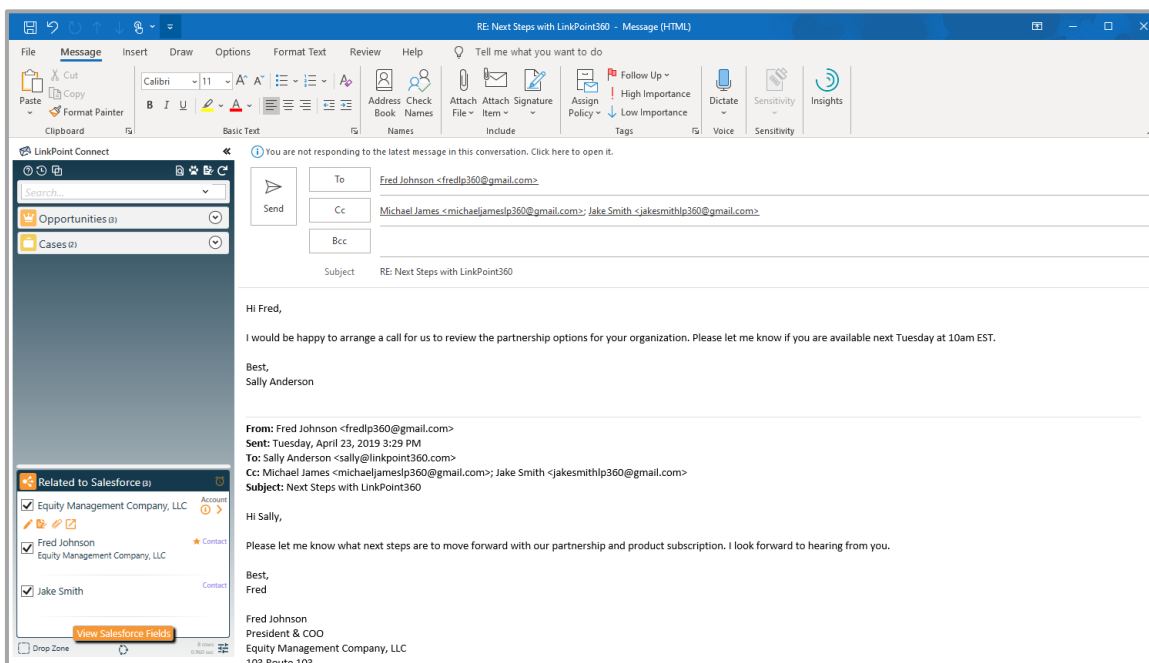 RE: Next Steps with LinkPoint360 - Message (HTML)
File Message Insert Draw Options Format Text Review Help Tell me what you want to do
Paste
Cut
Copy
Format Painter
Clipboard
Calibri 11
B I U
Basic Text
Address Book
Check Names
Names
Attach File
Attach Item
Signature
Include
Assign Policy
Follow Up
High Importance
Low Importance
Tags
Dictate
Voice
Sensitivity
Sensitivity
Insights
LinkPoint Connect
Search...
Opportunities (3)
Cases (2)
Related to Salesforce (3)
Equity Management Company, LLC Account
Fred Johnson Contact
Equity Management Company, LLC
Jake Smith Contact
View Salesforce Fields
Drop Zone
You are not responding to the latest message in this conversation. Click here to open it.
Send
To Fred Johnson <fredlp360@gmail.com>
Cc Michael James <michaeljameslp360@gmail.com>; Jake Smith <jakesmithlp360@gmail.com>
Bcc
Subject RE: Next Steps with LinkPoint360
Hi Fred,
I would be happy to arrange a call for us to review the partnership options for your organization. Please let me know if you are available next Tuesday at 10am EST.
Best,
Sally Anderson
From: Fred Johnson <fredlp360@gmail.com>
Sent: Tuesday, April 23, 2019 3:29 PM
To: Sally Anderson <sally@linkpoint360.com>
Cc: Michael James <michaeljameslp360@gmail.com>; Jake Smith <jakesmithlp360@gmail.com>
Subject: Next Steps with LinkPoint360
Hi Sally,
Please let me know what next steps are to move forward with our partnership and product subscription. I look forward to hearing from you.
Best,
Fred
Fred Johnson
President & COO
Equity Management Company, LLC
103 Route 103